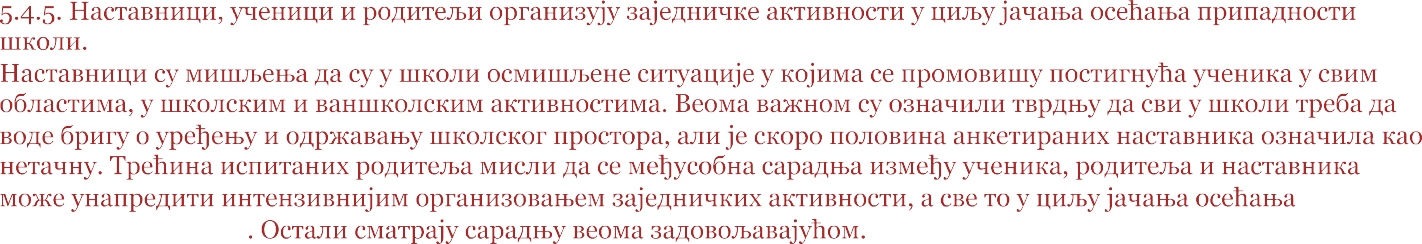 5.4.5. Наставници, ученици и родитељи организују заједничке активности у циљу јачања осећања припадности
школи.
Наставници су мишљења да су у школи осмишљене ситуације у којима се промовишу постигнућа ученика у свим
областима, у школским и ваншколским активностима. Веома важном су означили тврдњу да сви у школи треба да
воде бригу о уређењу и одржавању школског простора, али је скоро половина анкетираних наставника означила као
нетачну. Трећина испитаних родитеља мисли да се међусобна сарадња између ученика, родитеља и наставника
може унапредити интензивнијим организовањем заједничких активности, а све то у циљу јачања осећања
. Остали сматрају сарадњу веома задовољавајућом.